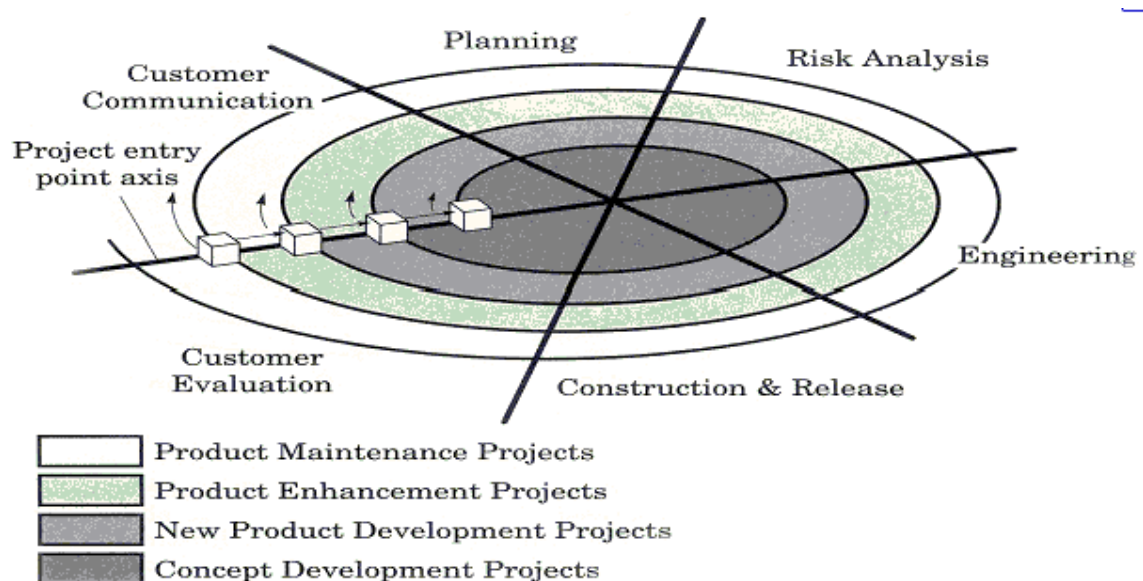 Planning
Risk Analysis
Customer
Communication
Project entry
point axis
Engineering
Customer
Evaluation
Construction & Release
Product Maintenance Projects
Product Enhancement Projects
New Product Development Projects
Concept Development Projects